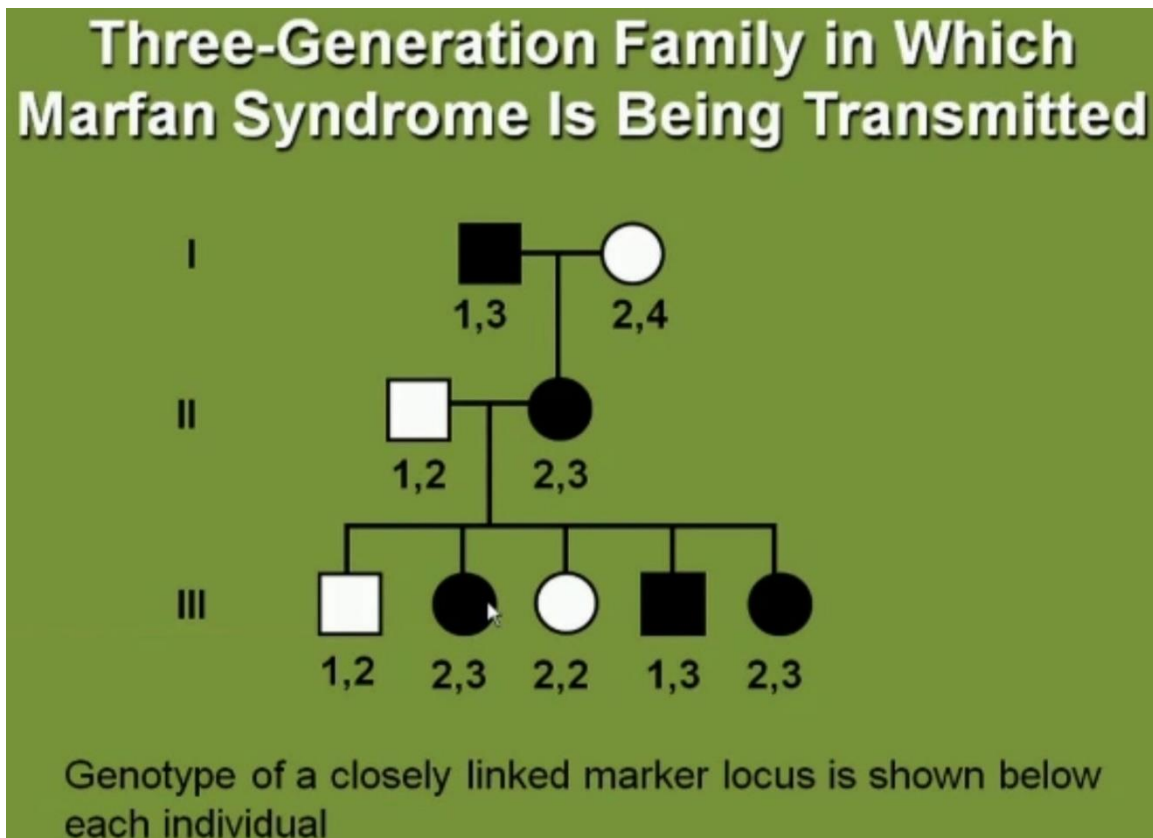 Three-Generation Family in Which
Marfan Syndrome Is Being Transmitted
I
1,3 2,4
II
1,2 2,3
III
1,2 2,3 2,2 1,3 2,3
Genotype of a closely linked marker locus is shown below
each individual